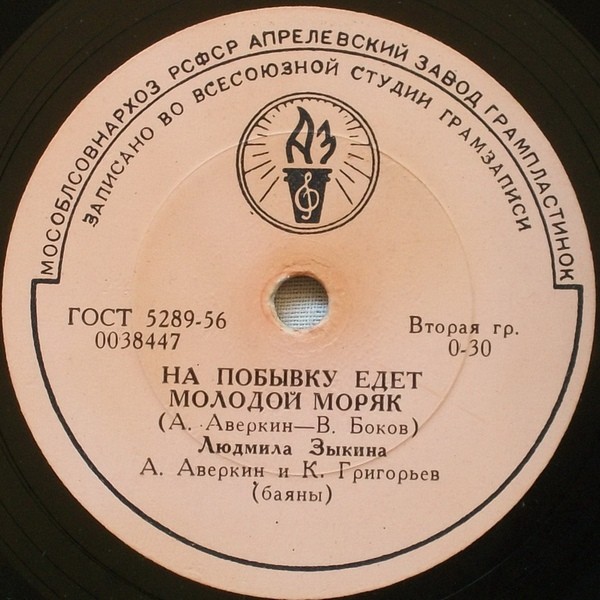 МОСОБЛСОВНАРХОЗ РСФСР АПРЕЛЕВСКИЙ ЗАВОД ГРАМПЛАСТИНОК
ЗАПИСАНО ВО ВСЕСОЮЗНОЙ СТУДИИ ГРАМЗАПИСИ
АЗ
ГОСТ 5289-56
0038447
Вторая гр.
0-30
НА ПОБЫВКУ ЕДЕТ
МОЛОДОЙ МОРЯК
(А. Аверкин—В. Боков)
Людмила Зыкина
А. Аверкин и К. Григорьев
(баяны)